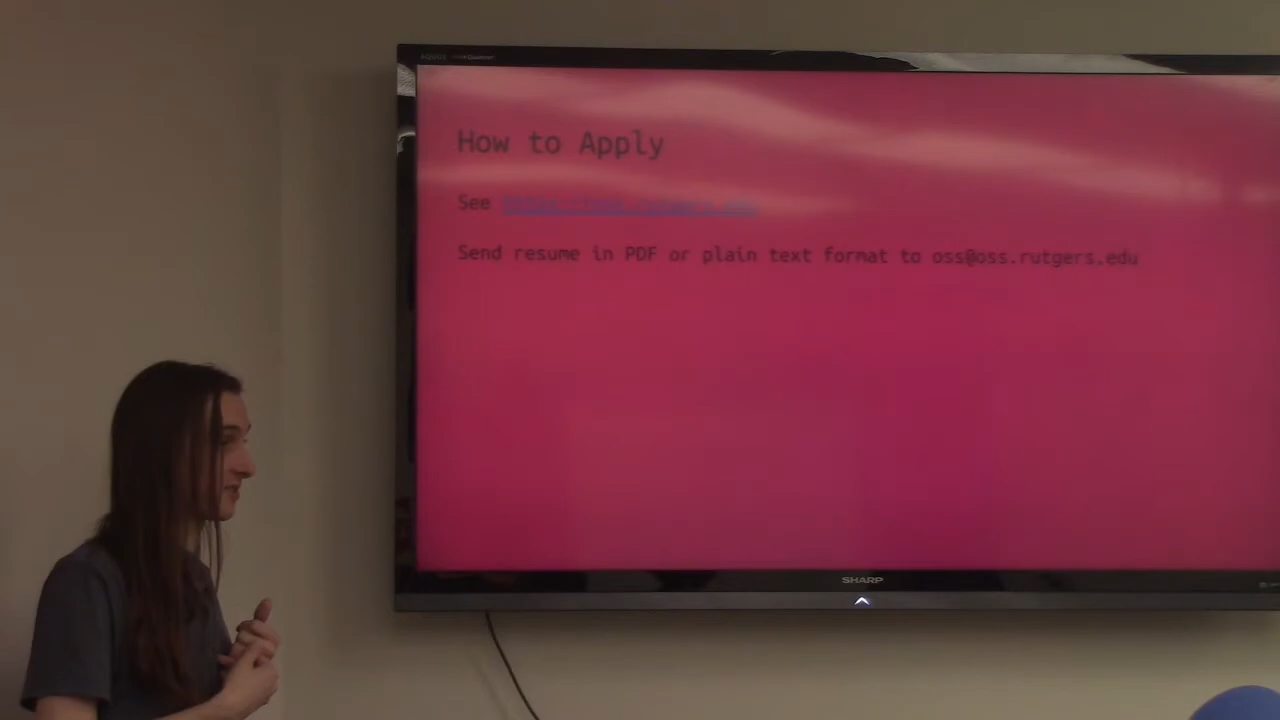 How to Apply
See
Send resume in PDF or plain text format to oss@oss.rutgers.edu
SHARP